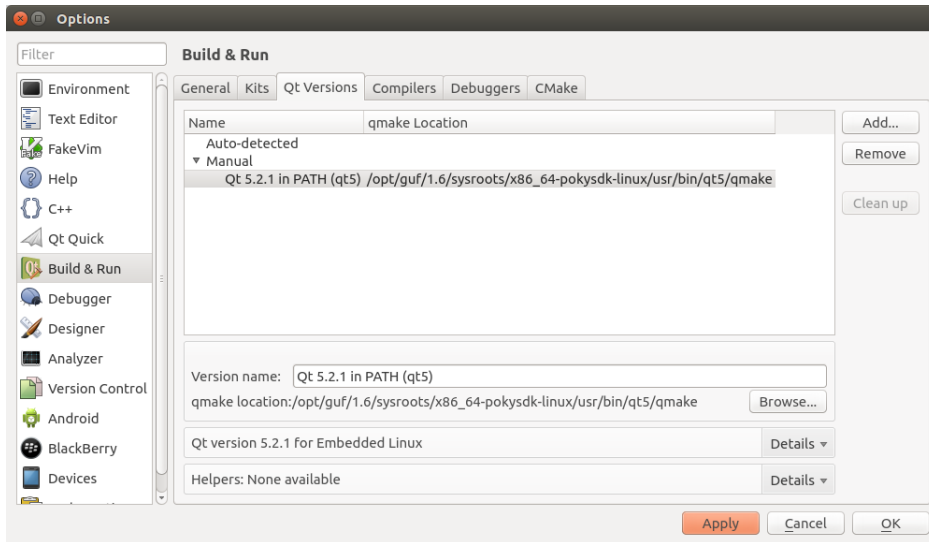 Options
Filter
Build & Run
Environment
Text Editor
FakeVim
Help
C++
Qt Quick
Build & Run
Debugger
Designer
Analyzer
Version Control
Android
BlackBerry
Devices
General Kits Qt Versions Compilers Debuggers CMake
Name qmake Location
Auto-detected
Manual
Qt 5.2.1 in PATH (qt5) /opt/guf/1.6/sysroots/x86_64-pokysdk-linux/usr/bin/qt5/qmake
Add...
Remove
Clean up
Version name: Qt 5.2.1 in PATH (qt5)
qmake location:/opt/guf/1.6/sysroots/x86_64-pokysdk-linux/usr/bin/qt5/qmake Browse...
Qt version 5.2.1 for Embedded Linux Details
Helpers: None available Details
Apply Cancel OK